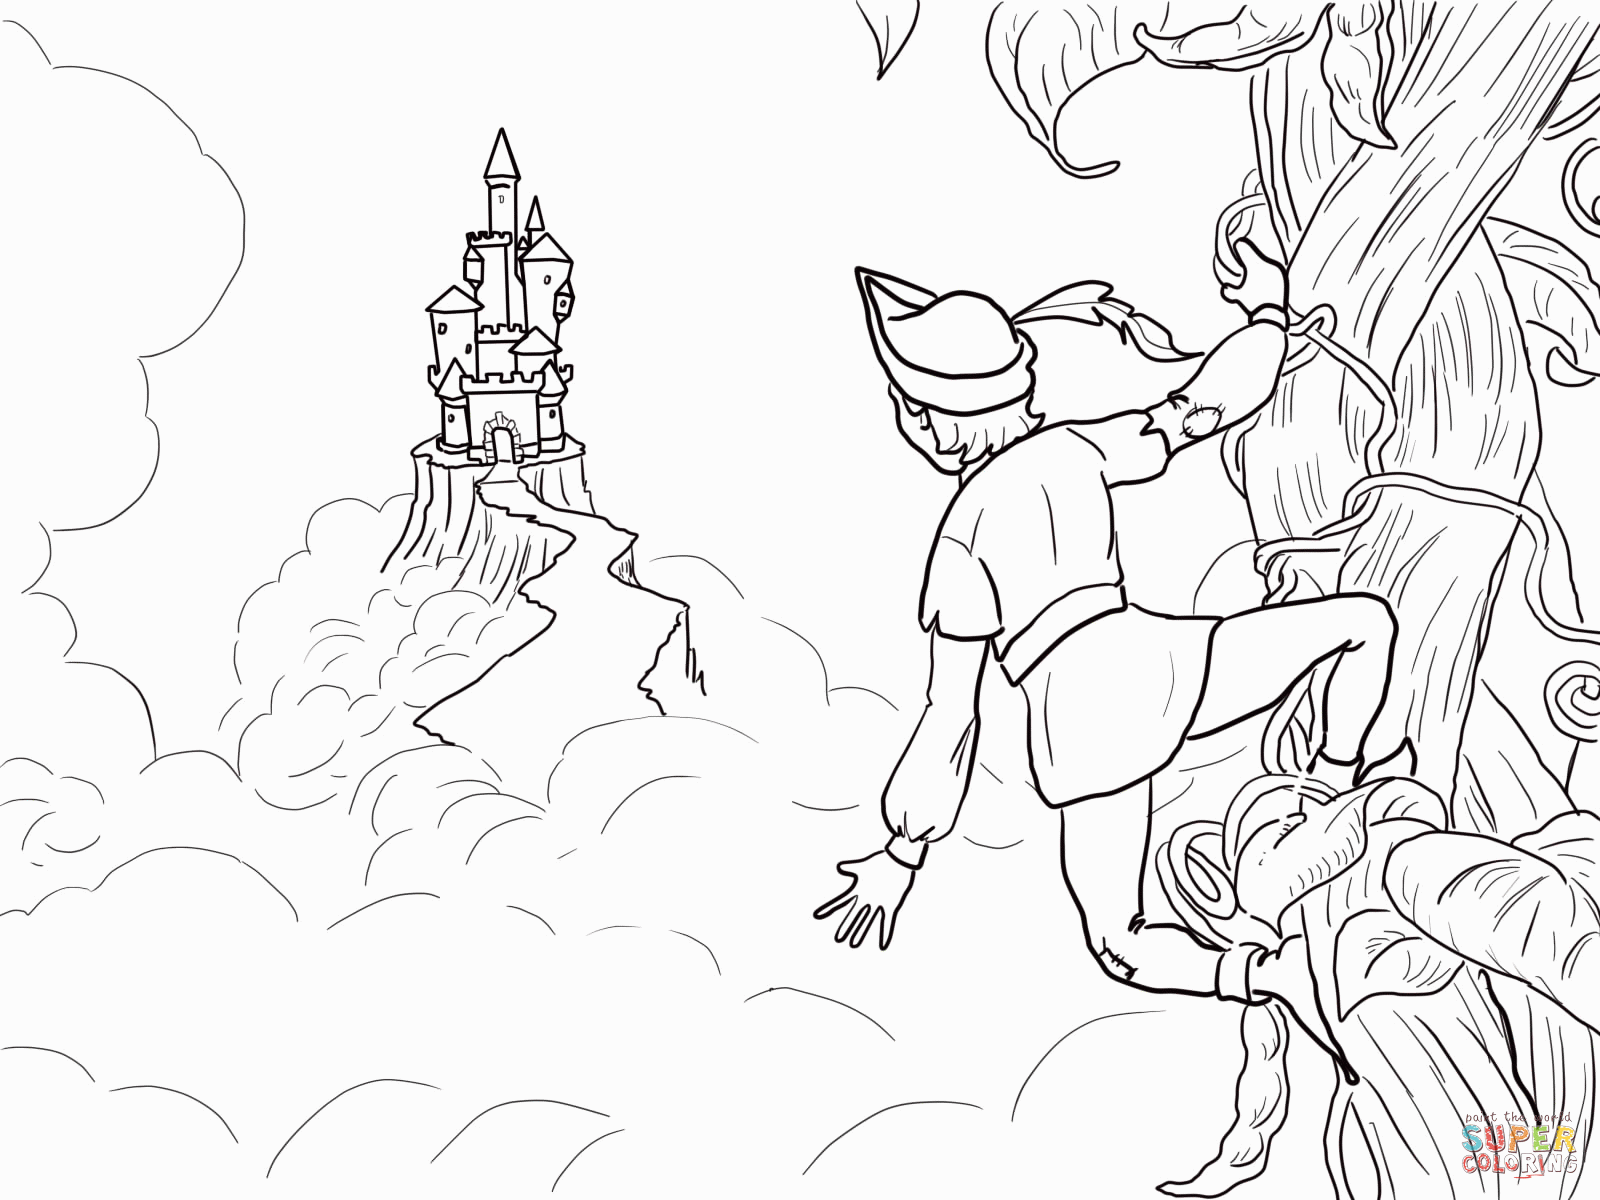 paint the world
SUPER
COLORING